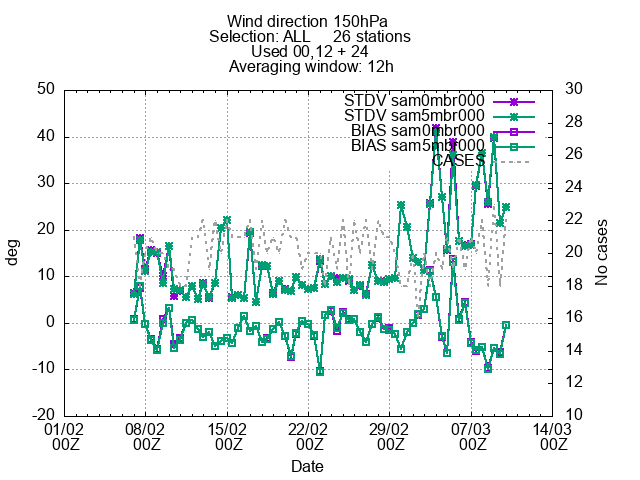 Wind direction 150hPa
Selection: ALL 26 stations
Used 00,12 + 24
Averaging window: 12h
STDV sam0mbr000
STDV sam5mbr000
BIAS sam0mbr000
BIAS sam5mbr000
CASES
50
40
30
20
10
0
-10
-20
deg
30
28
26
24
22
20
18
16
14
12
10
No cases
01/02 08/02 15/02 22/02 29/02 07/03 14/03
00Z 00Z 00Z 00Z 00Z 00Z 00Z
Date